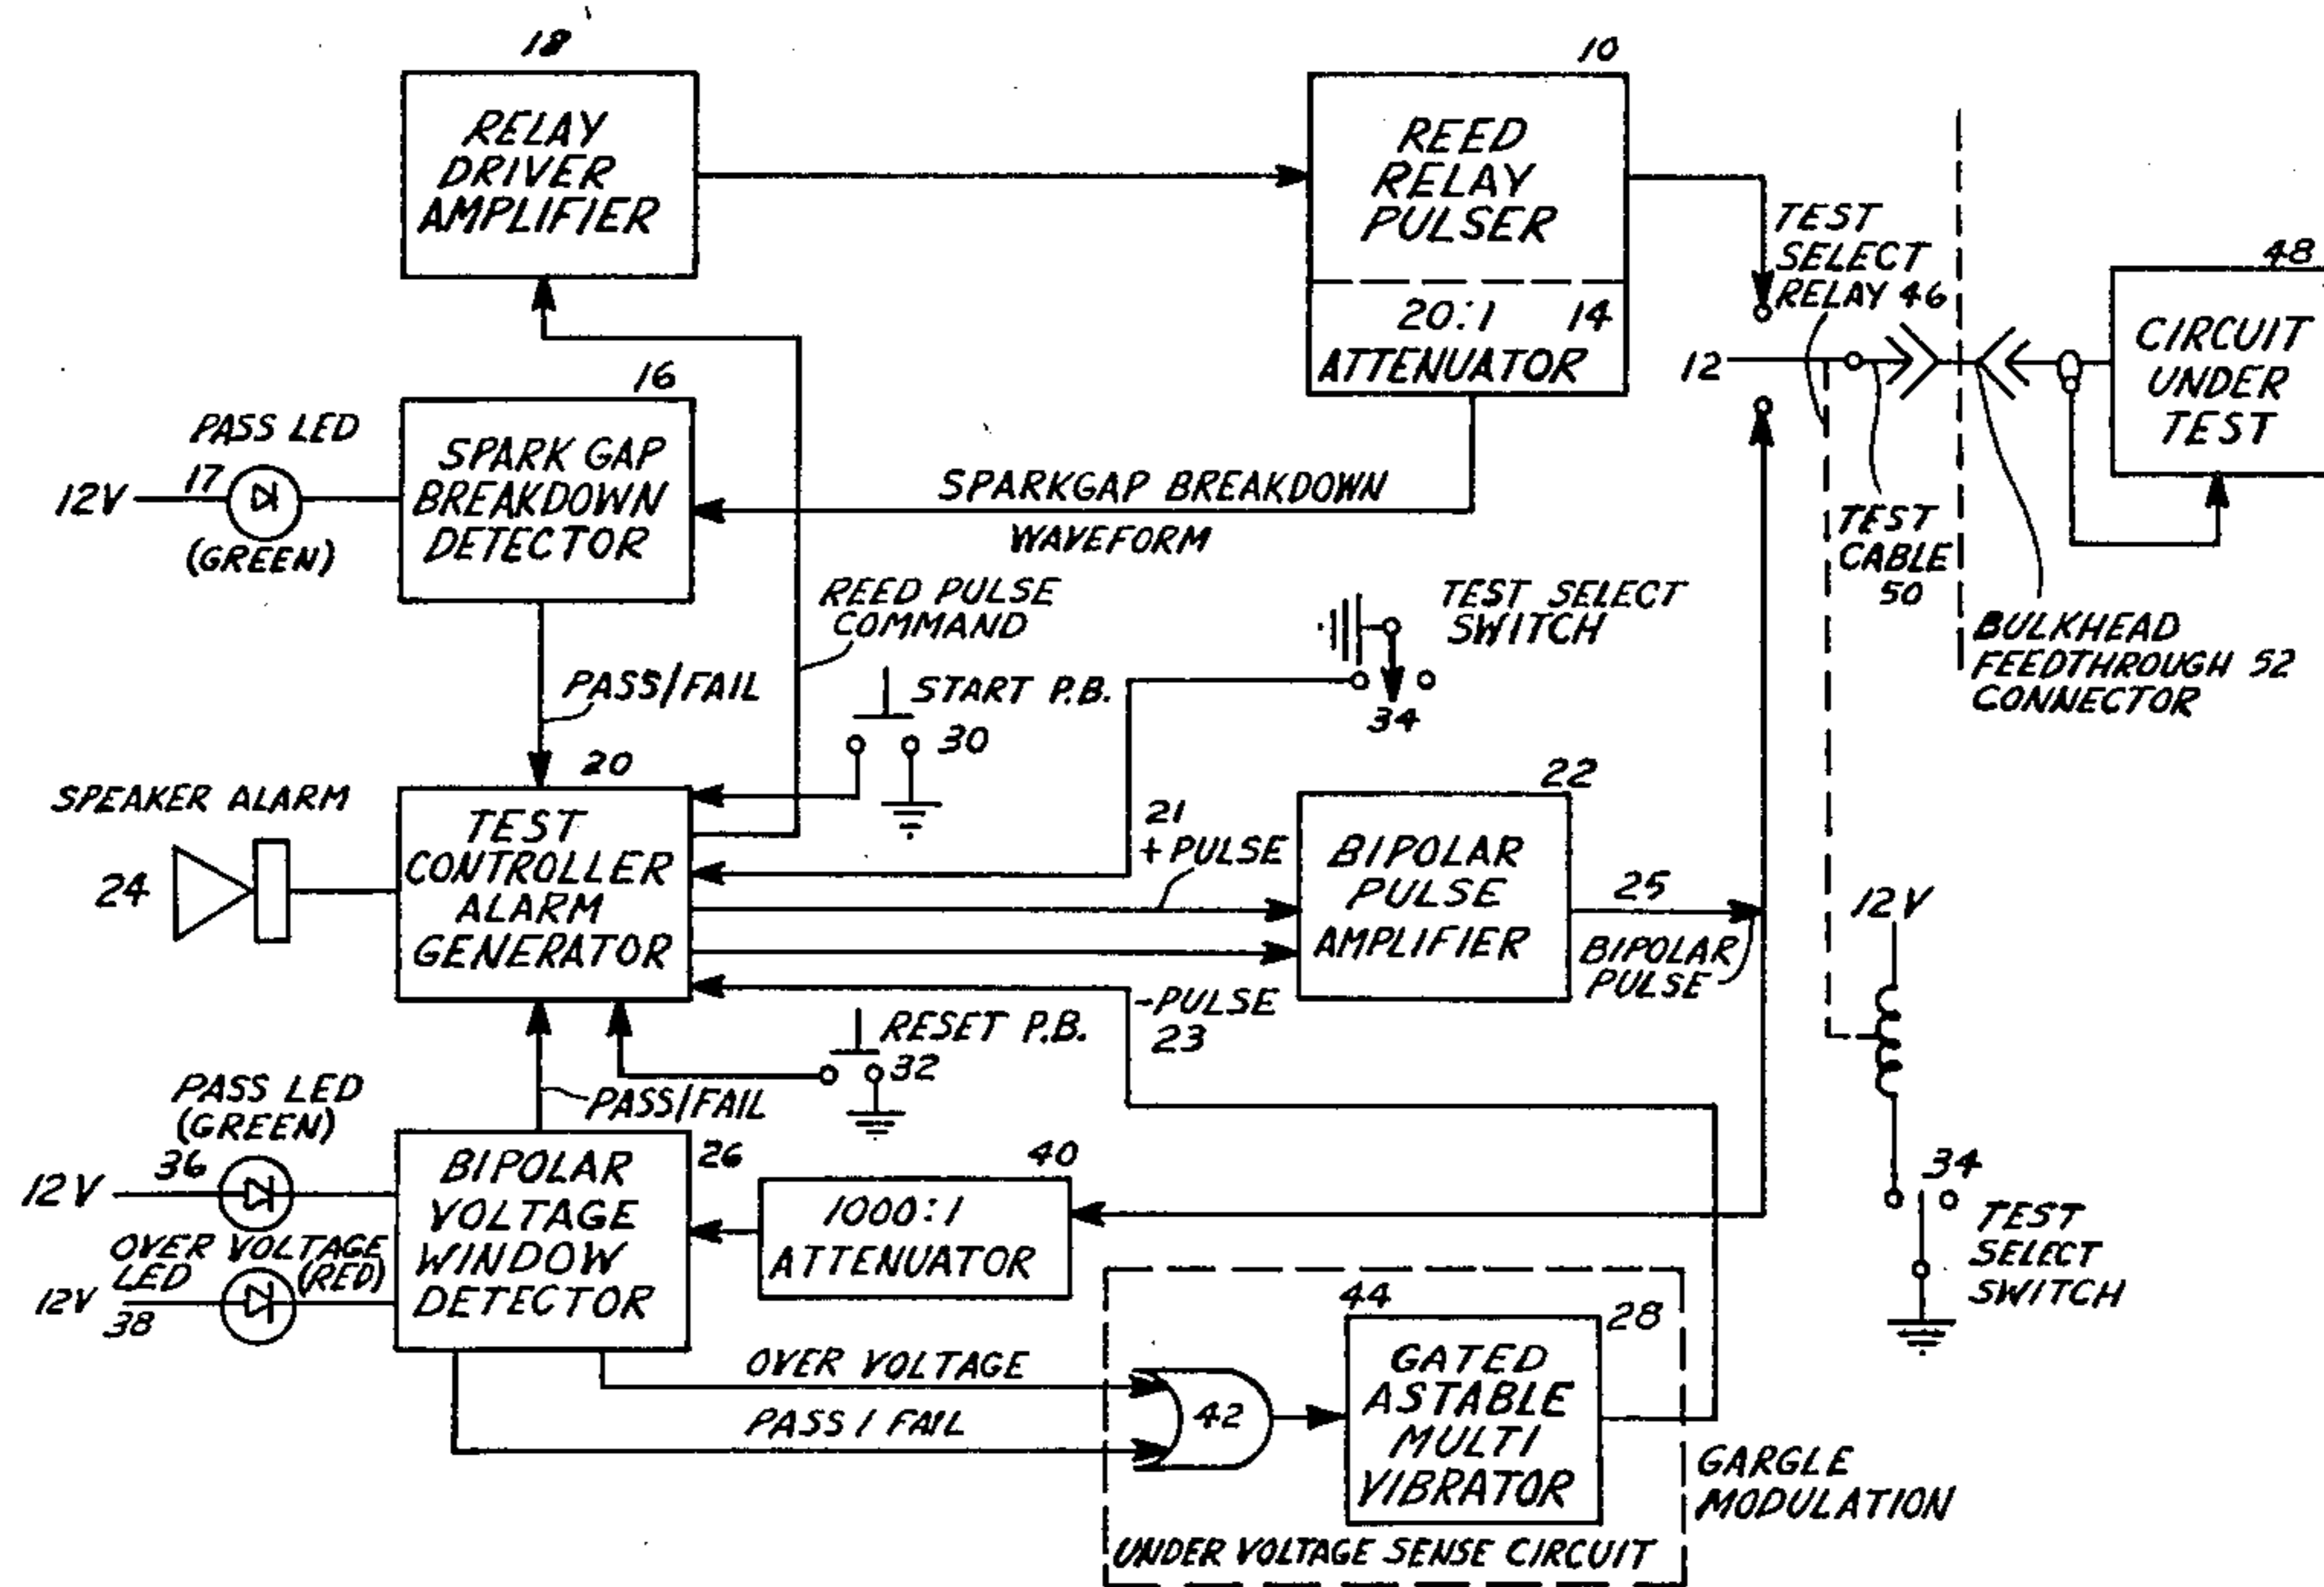 18
RELAY
DRIVER
AMPLIFIER
10
REED
RELAY
PULSER
20:1 14
ATTENUATOR
TEST
SELECT
RELAY 46
12
48
CIRCUIT
UNDER
TEST
16
PASS LED
12V 17
(GREEN)
SPARK GAP
BREAKDOWN
DETECTOR
SPARKGAP BREAKDOWN
WAVEFORM
TEST
CABLE
50
BULKHEAD
FEEDTHROUGH 52
CONNECTOR
REED PULSE
COMMAND
TEST SELECT
SWITCH
34
PASS/FAIL
START P.B.
30
20
SPEAKER ALARM
24
TEST
CONTROLLER
ALARM
GENERATOR
21
+ PULSE
22
BIPOLAR
PULSE
AMPLIFIER
25
BIPOLAR
PULSE
-PULSE
23
12V
RESET P.B.
32
PASS/FAIL
PASS LED
(GREEN)
36
12V
OVER VOLTAGE
LED (RED)
12V
38
BIPOLAR
VOLTAGE
WINDOW
DETECTOR
26
40
1000:1
ATTENUATOR
34
TEST
SELECT
SWITCH
OVER VOLTAGE
PASS / FAIL
42
44
28
GATED
ASTABLE
MULTI
VIBRATOR
GARGLE
MODULATION
UNDER VOLTAGE SENSE CIRCUIT